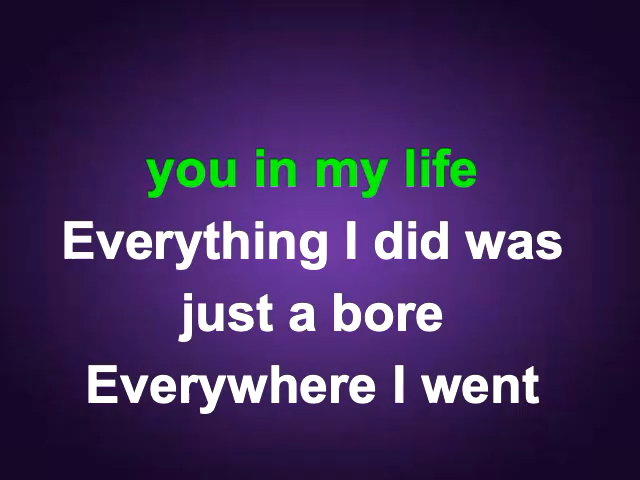 you in my life
Everything I did was
just a bore
Everywhere I went